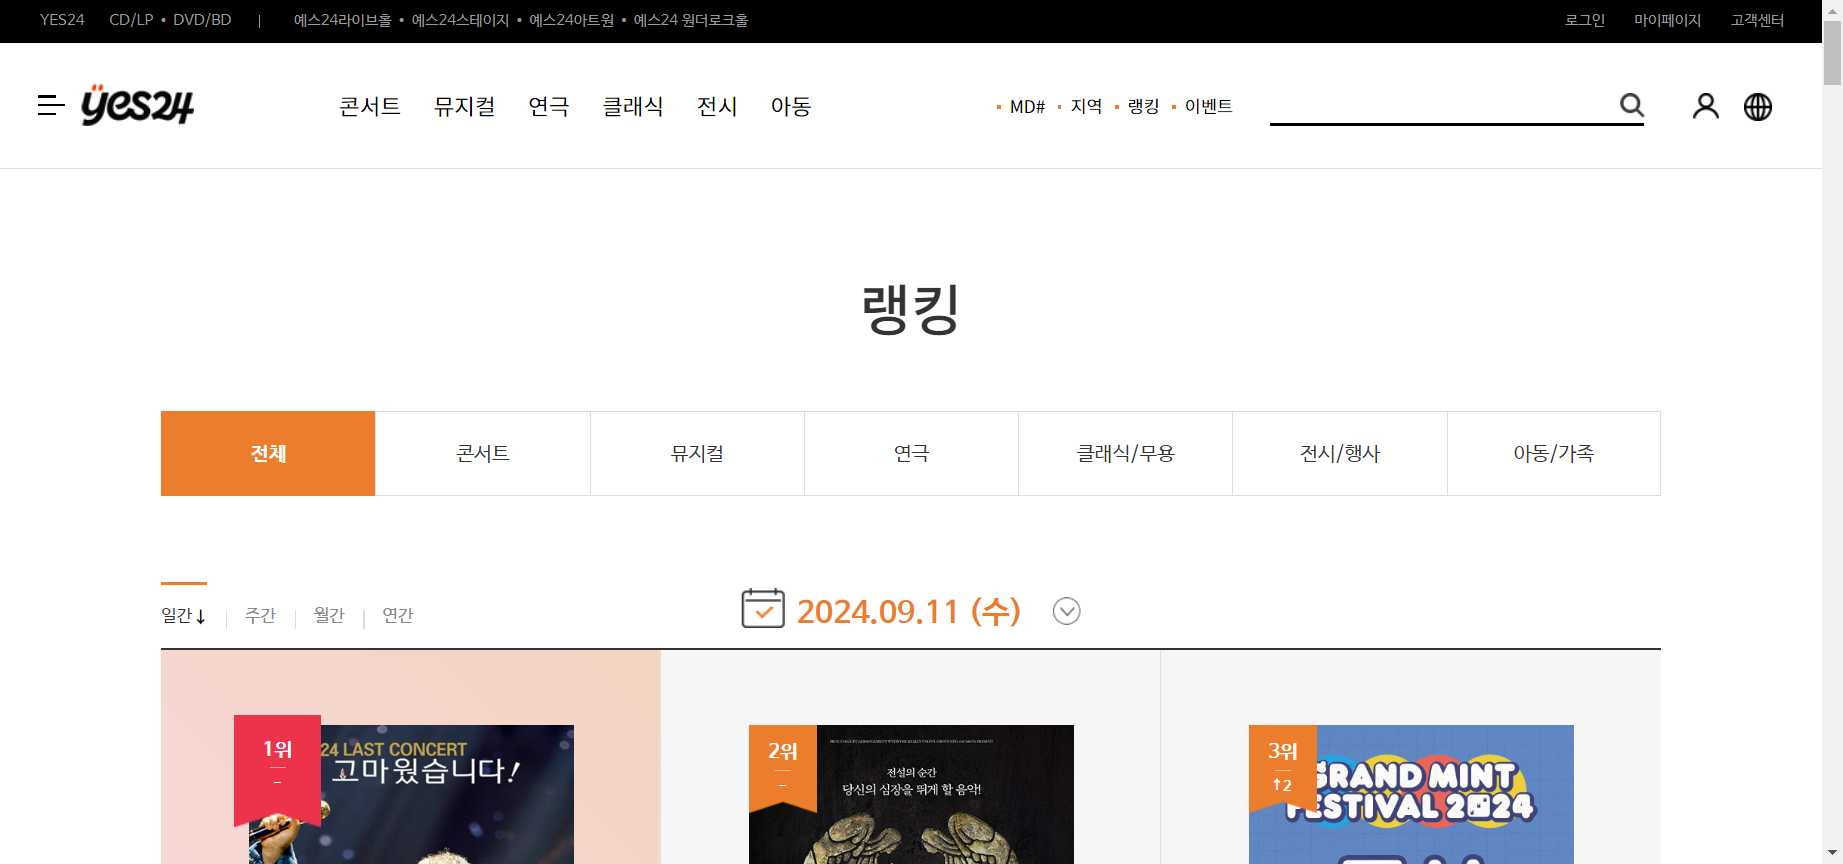 YES24 CD/LP • DVD/BD | 예스24라이브홀 • 예스24스테이지 • 예스24아트원 • 예스24 원더로크홀 로그인 마이페이지 고객센터
yes24 콘서트 뮤지컬 연극 클래식 전시 아동 MD# 지역 랭킹 이벤트
랭킹
전체 콘서트 뮤지컬 연극 클래식/무용 전시/행사 아동/가족
일간↓ | 주간 | 월간 | 연간 2024.09.11 (수)
1위
–
24 LAST CONCERT
고마웠습니다!
2위
–
전설의 순간
당신의 심장을 뛰게 할 음악!
3위
↑2
GRAND MINT
FESTIVAL 2024